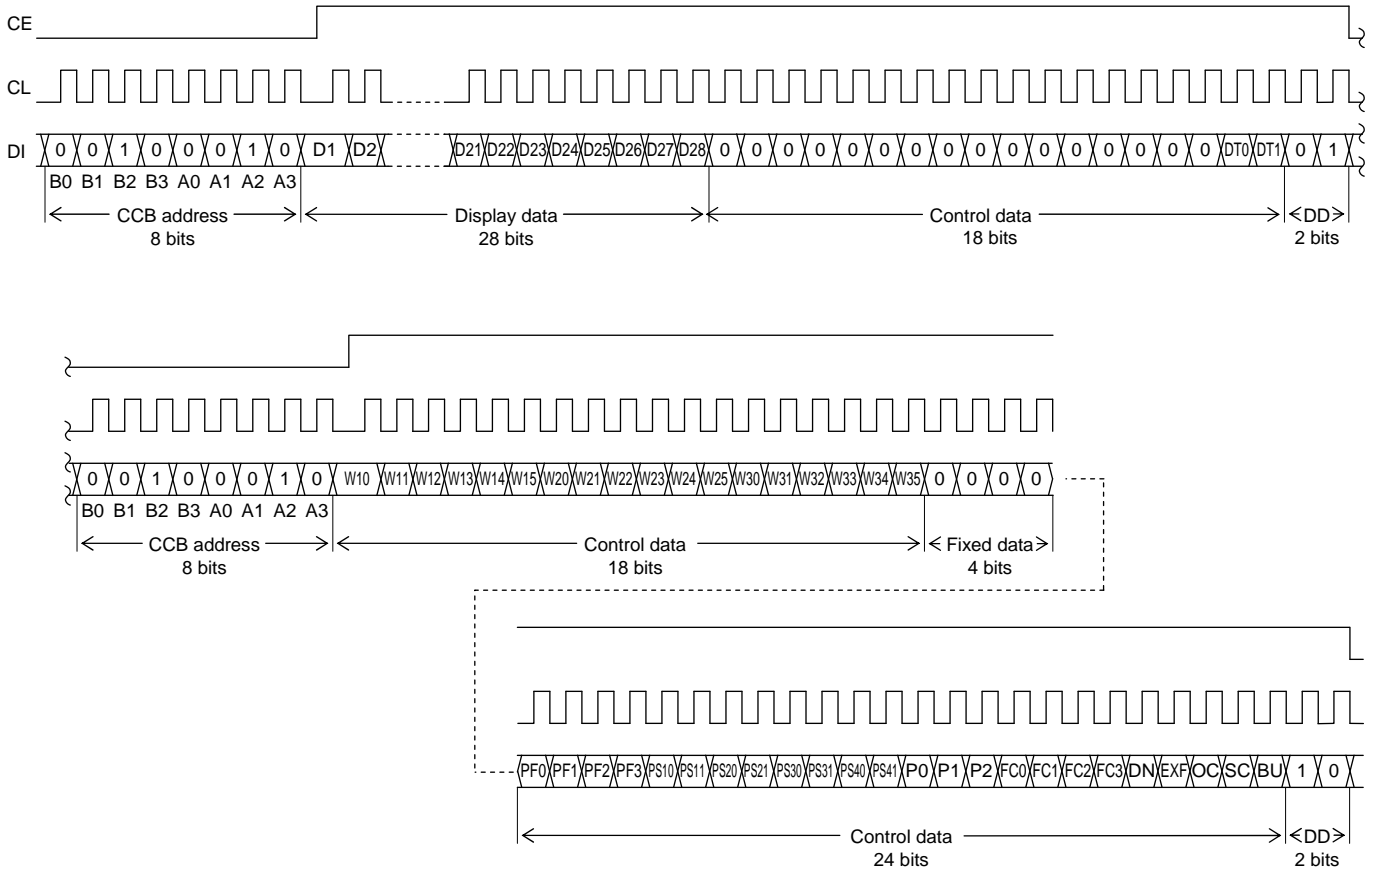 CE
CL
DI 0 0 1 0 0 0 1 0 D1 D2 D21 D22 D23 D24 D25 D26 D27 D28 0 0 0 0 0 0 0 0 0 0 0 0 0 0 0 0 DT0 DT1 0 1
B0 B1 B2 B3 A0 A1 A2 A3
CCB address Display data Control data DD
8 bits 28 bits 18 bits 2 bits
0 0 1 0 0 0 1 0 W10 W11 W12 W13 W14 W15 W20 W21 W22 W23 W24 W25 W30 W31 W32 W33 W34 W35 0 0 0 0
B0 B1 B2 B3 A0 A1 A2 A3
CCB address Control data Fixed data
8 bits 18 bits 4 bits
PF0 PF1 PF2 PF3 PS10 PS11 PS20 PS21 PS30 PS31 PS40 PS41 P0 P1 P2 FC0 FC1 FC2 FC3 DN EXF OC SC BU 1 0
Control data DD
24 bits 2 bits